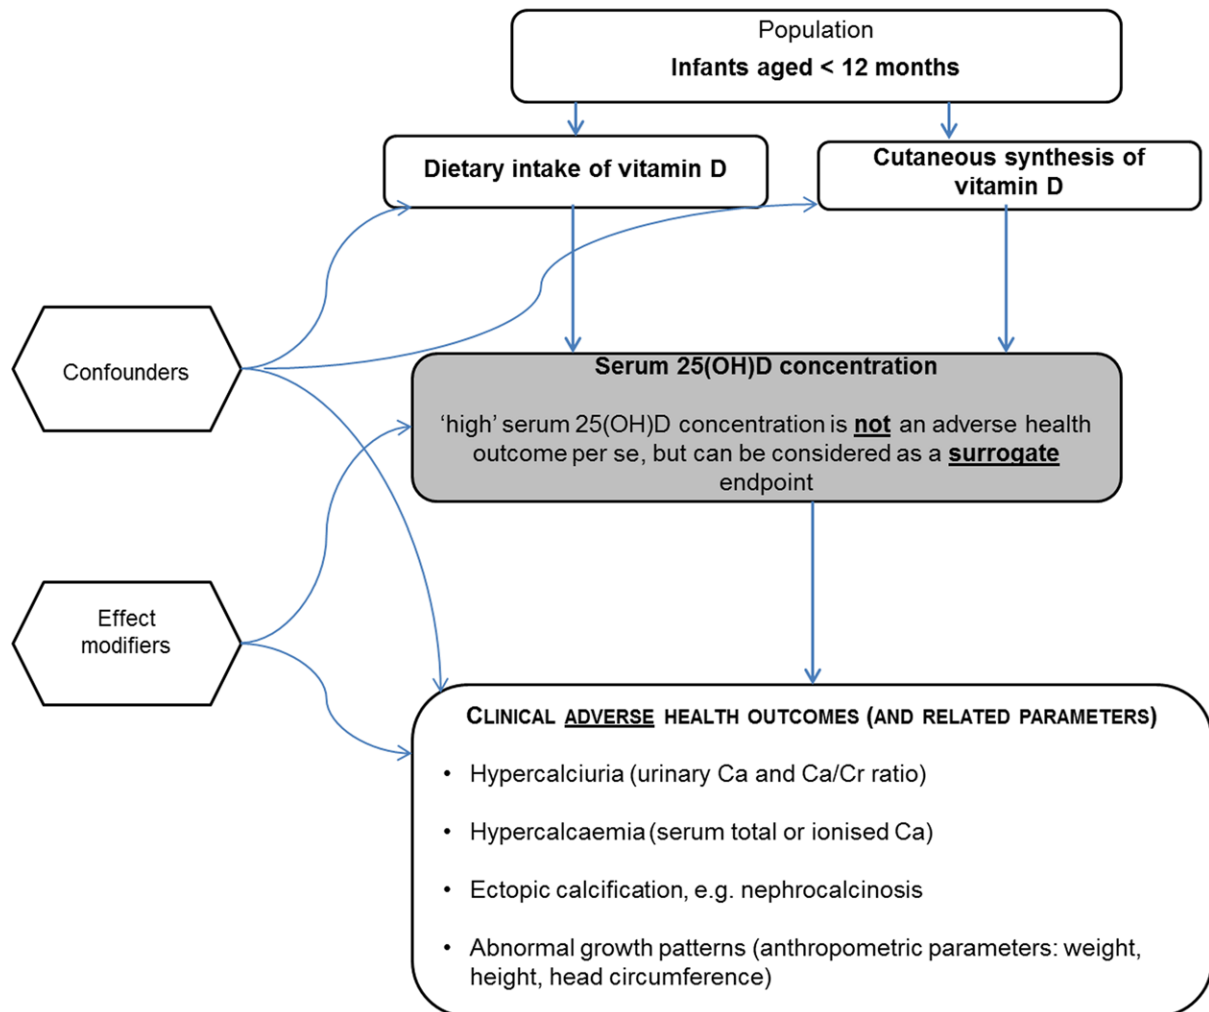 Population
Infants aged < 12 months
Dietary intake of vitamin D
Cutaneous synthesis of
vitamin D
Confounders
Serum 25(OH)D concentration
‘high’ serum 25(OH)D concentration is not an adverse health
outcome per se, but can be considered as a surrogate
endpoint
Effect
modifiers
CLINICAL ADVERSE HEALTH OUTCOMES (AND RELATED PARAMETERS)
• Hypercalciuria (urinary Ca and Ca/Cr ratio)
• Hypercalcaemia (serum total or ionised Ca)
• Ectopic calcification, e.g. nephrocalcinosis
• Abnormal growth patterns (anthropometric parameters: weight,
height, head circumference)